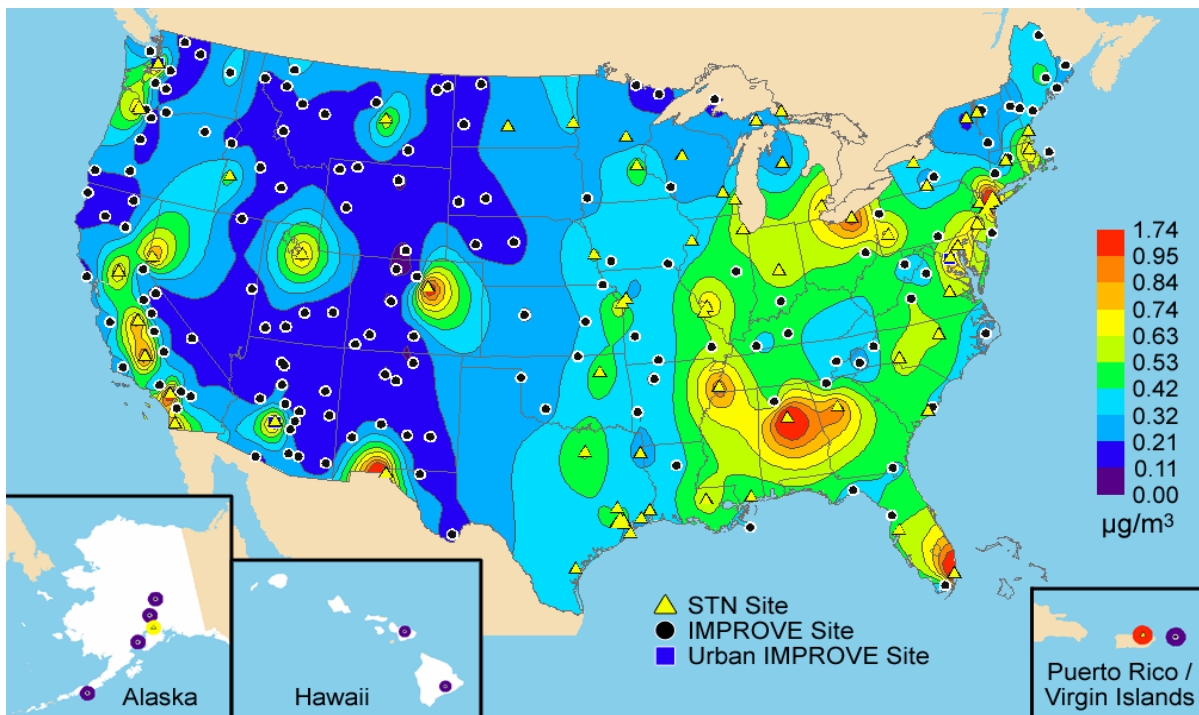 1.74
0.95
0.84
0.74
0.63
0.53
0.42
0.32
0.21
0.11
0.00
µg/m³
STN Site
IMPROVE Site
Urban IMPROVE Site
Alaska
Hawaii
Puerto Rico /
Virgin Islands